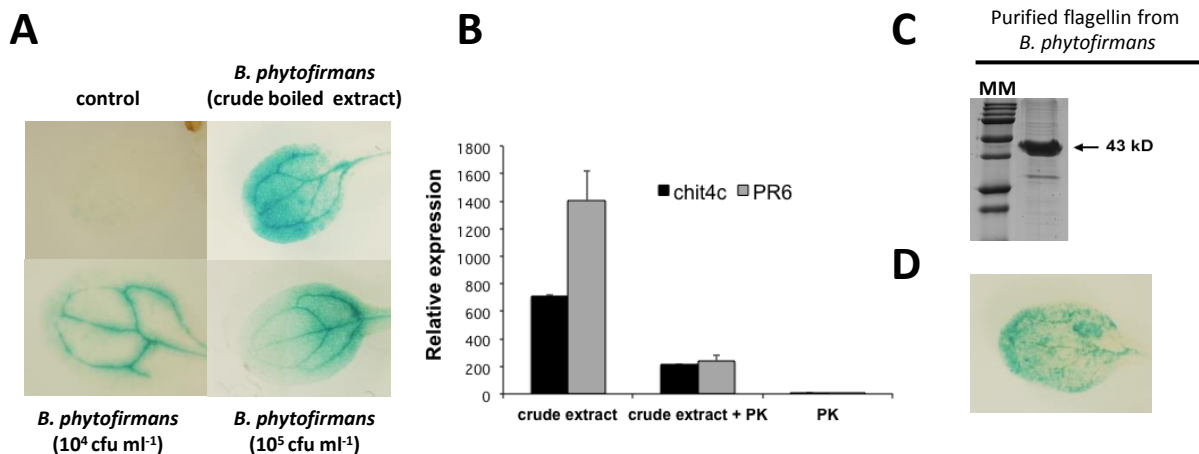 A
control
B. phytofirmans
(crude boiled extract)
B. phytofirmans
(10⁴ cfu ml⁻¹)
B. phytofirmans
(10⁵ cfu ml⁻¹)
B
Relative expression
1800
1600
1400
1200
1000
800
600
400
200
0
chit4c
PR6
crude extract
crude extract + PK
PK
C
Purified flagellin from
B. phytofirmans
MM
← 43 kD
D